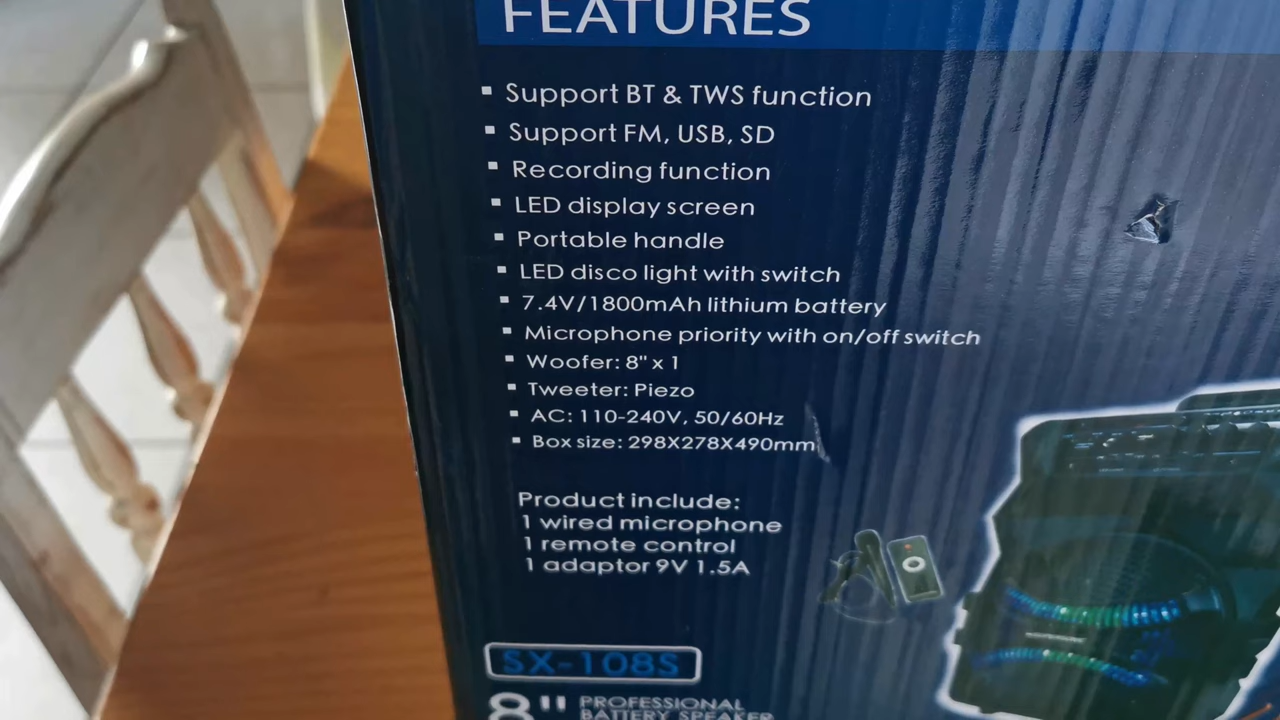 FEATURES
▪ Support BT & TWS function
▪ Support FM, USB, SD
▪ Recording function
▪ LED display screen
▪ Portable handle
▪ LED disco light with switch
▪ 7.4V/1800mAh lithium battery
▪ Microphone priority with on/off switch
▪ Woofer: 8" x 1
▪ Tweeter: Piezo
▪ AC: 110-240V, 50/60Hz
▪ Box size: 298X278X490mm
Product include:
1 wired microphone
1 remote control
1 adaptor 9V 1.5A
SX-108S
8" PROFESSIONAL
BATTERY SPEAKER